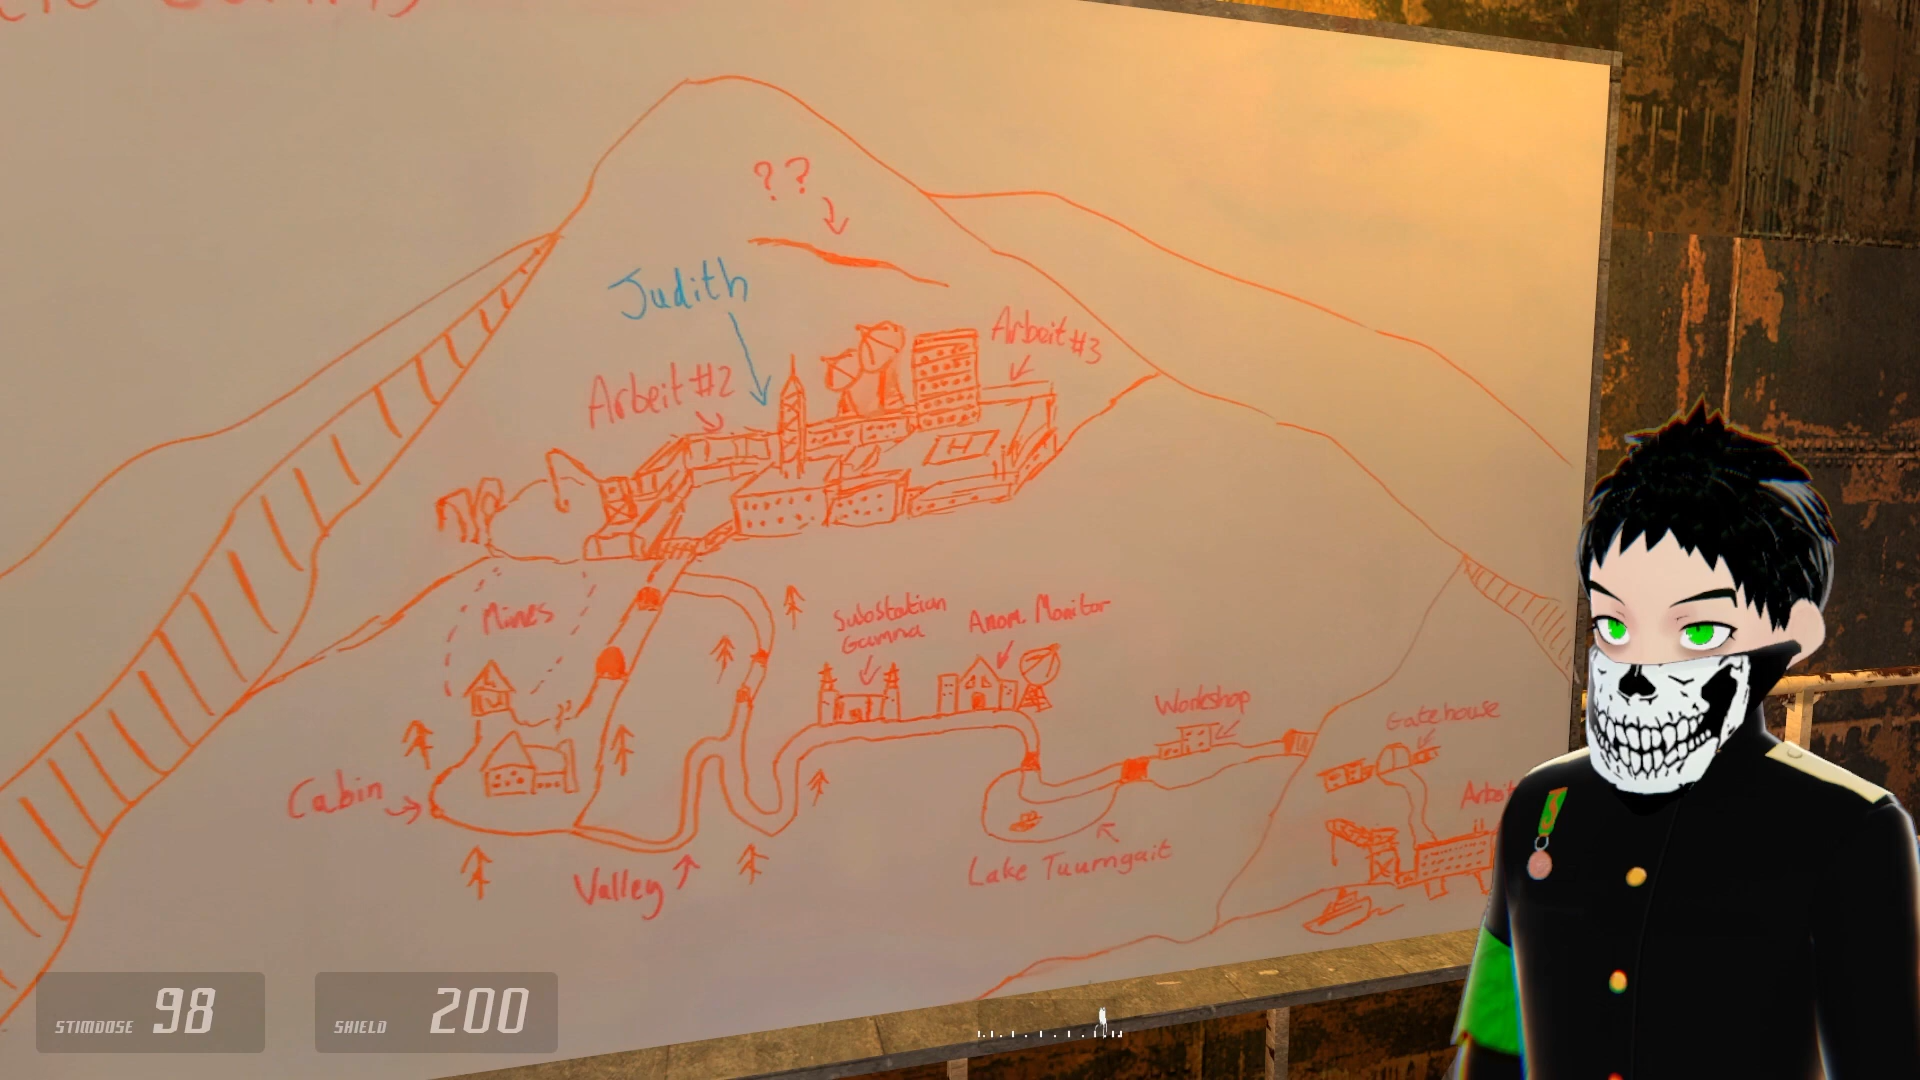 ??
Judith
Arbeit #3
Arbeit #2
Mines
Substation
Gamma
Anom. Monitor
Workshop
Gatehouse
Cabin
Valley
Lake Tuurngait
H
STIMDOSE 98
SHIELD 200